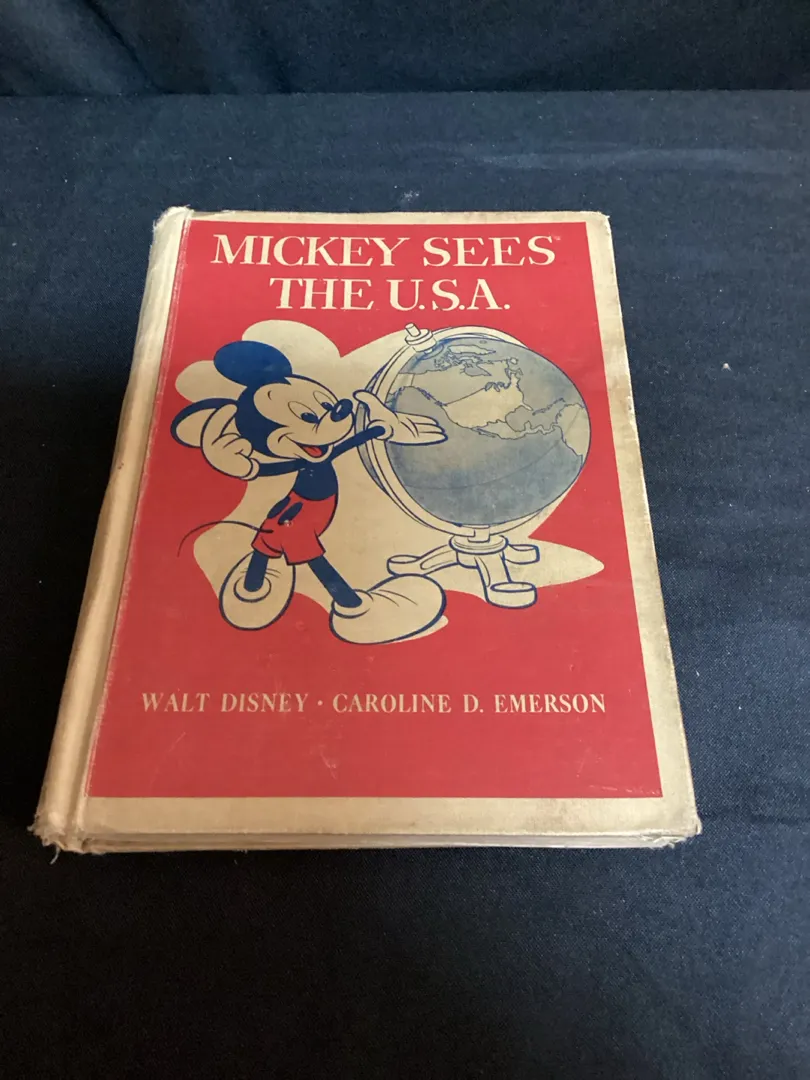 MICKEY SEES
THE U.S.A.
WALT DISNEY · CAROLINE D. EMERSON